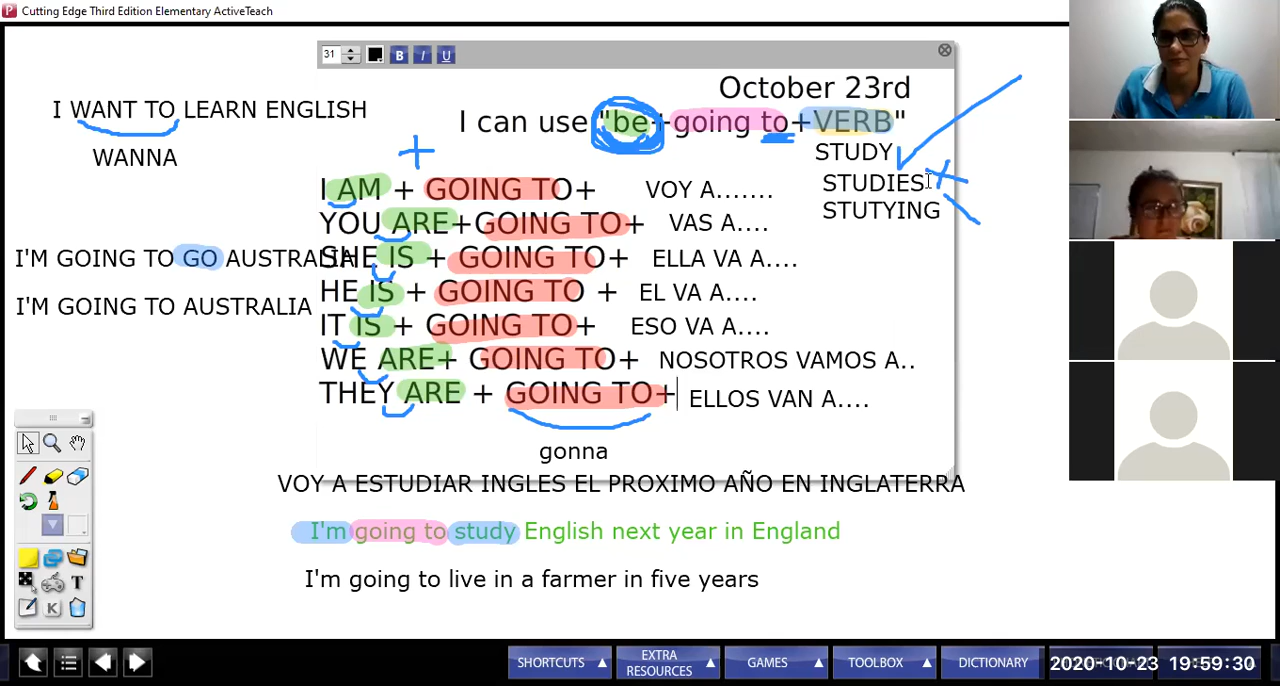 Cutting Edge Third Edition Elementary ActiveTeach
31 B I U
October 23rd
I can use "be+going to+VERB"
I WANT TO LEARN ENGLISH
WANNA
STUDY
STUDIES
STUTYING
I AM + GOING TO+ VOY A.......
YOU ARE+GOING TO+ VAS A....
SHE IS + GOING TO+ ELLA VA A....
HE IS + GOING TO + EL VA A....
IT IS + GOING TO+ ESO VA A....
WE ARE+ GOING TO+ NOSOTROS VAMOS A..
THEY ARE + GOING TO+ ELLOS VAN A....
I'M GOING TO GO AUSTRALIA
I'M GOING TO AUSTRALIA
gonna
VOY A ESTUDIAR INGLES EL PROXIMO AÑO EN INGLATERRA
I'm going to study English next year in England
I'm going to live in a farmer in five years
T
K
SHORTCUTS
EXTRA RESOURCES
GAMES
TOOLBOX
DICTIONARY
2020-10-23 19:59:30